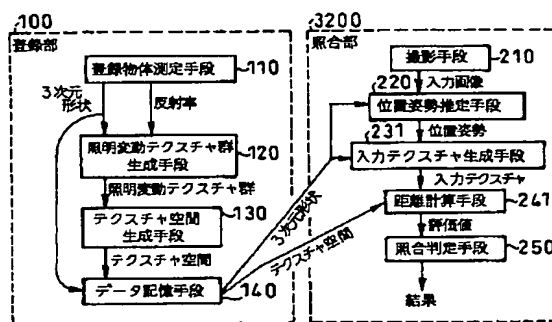 100
登録部
登録物体測定手段
110
3次元
形状
反射率
照明変動テクスチャ群
生成手段
120
照明変動テクスチャ群
テクスチャ空間
生成手段
130
テクスチャ空間
データ記憶手段
140
3次元形状
テクスチャ空間
3200
照合部
撮影手段
210
入力画像
220
位置姿勢推定手段
位置姿勢
231
入力テクスチャ生成手段
入力テクスチャ
距離計算手段
241
評価値
照合判定手段
250
結果